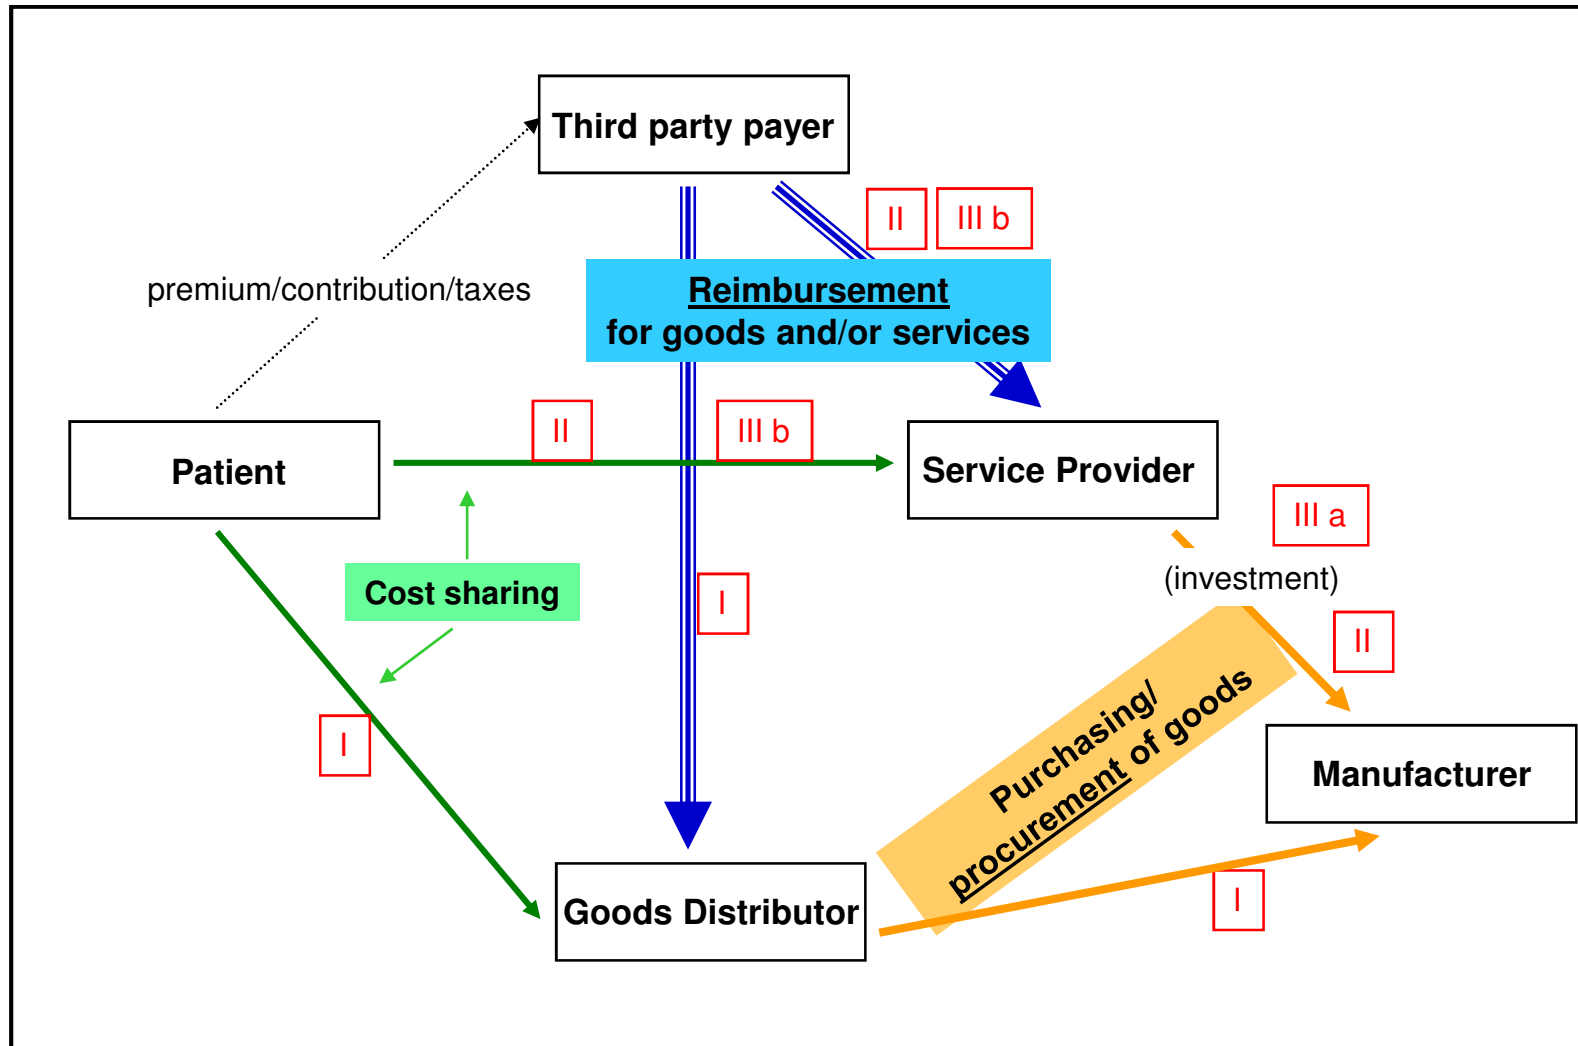 Third party payer
II
III b
premium/contribution/taxes
Reimbursement
for goods and/or services
II
III b
Patient
Service Provider
III a
(investment)
Cost sharing
I
II
I
Purchasing/
procurement of goods
Manufacturer
I
Goods Distributor